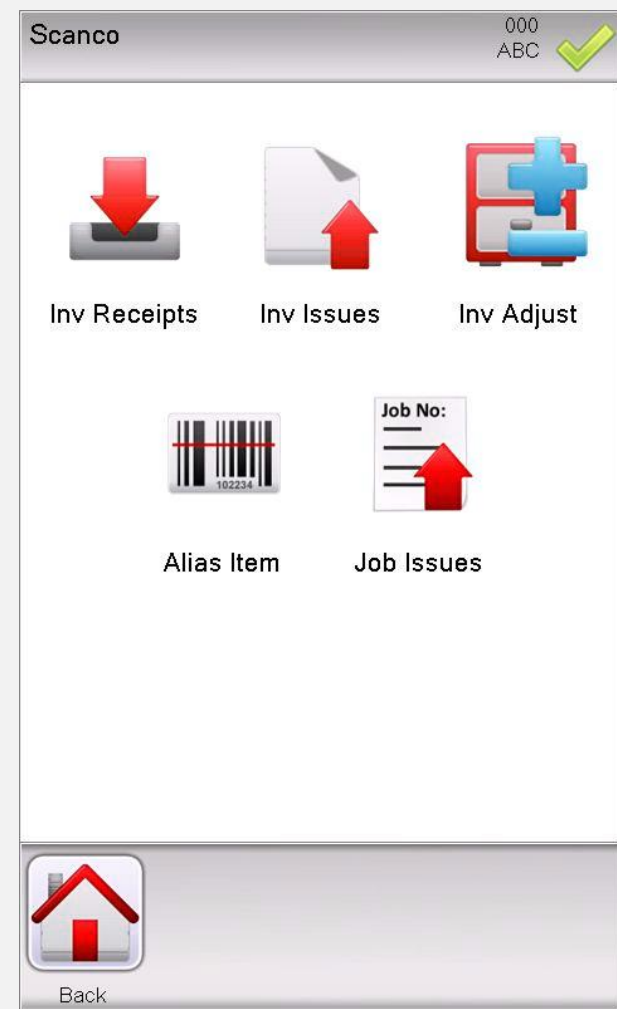 Scanco
000
ABC
Inv Receipts
Inv Issues
Inv Adjust
102234
Job No:
Alias Item
Job Issues
Back